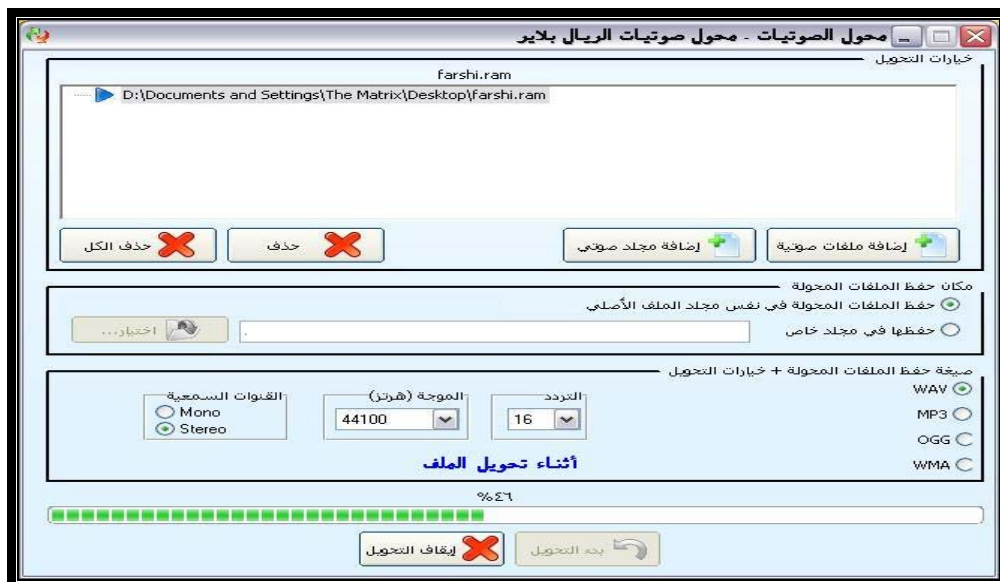 محول الصوتيات - محول صوتيات الريال بلاير
خيارات التحويل
farshi.ram
D:\Documents and Settings\The Matrix\Desktop\farshi.ram
إضافة ملفات صوتية
إضافة مجلد صوتي
حذف
حذف الكل
مكان حفظ الملفات المحولة
حفظ الملفات المحولة في نفس مجلد الملف الأصلي
حفظها في مجلد خاص
.
اختيار...
صيغة حفظ الملفات المحولة + خيارات التحويل
WAV
MP3
OGG
WMA
التردد
16
الموجة (هرتز)
44100
القنوات السمعية
Mono
Stereo
أثناء تحويل الملف
%٤٦
بدء التحويل
إيقاف التحويل